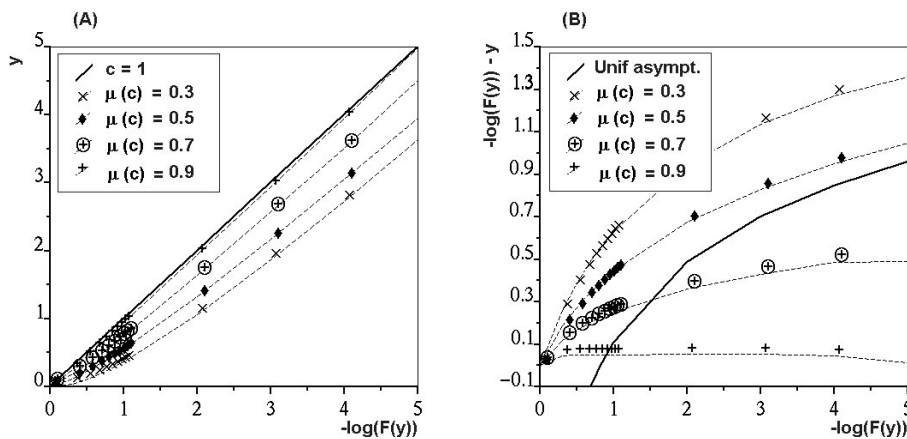 (A)
y
5
4
3
2
1
0
c = 1
μ (c) = 0.3
μ (c) = 0.5
μ (c) = 0.7
μ (c) = 0.9
0 1 2 3 4 5
-log(F(y))
(B)
-log(F(y)) - y
1.5
1.3
1.1
0.9
0.7
0.5
0.3
0.1
−0.1
Unif asympt.
μ (c) = 0.3
μ (c) = 0.5
μ (c) = 0.7
μ (c) = 0.9
0 1 2 3 4 5
-log(F(y))